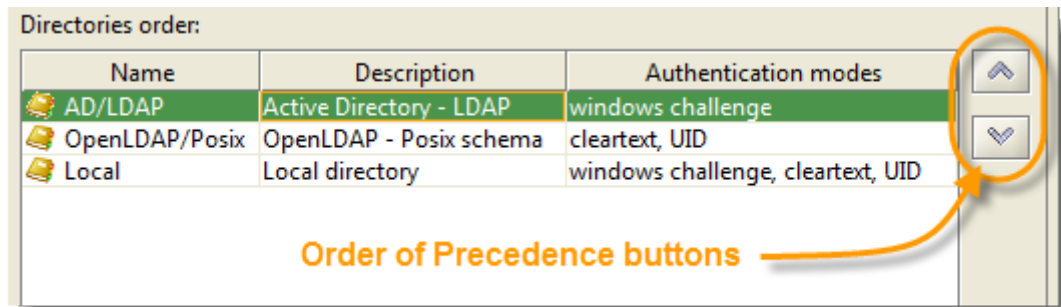 Directories order:
Name Description Authentication modes
AD/LDAP Active Directory - LDAP windows challenge
OpenLDAP/Posix OpenLDAP - Posix schema cleartext, UID
Local Local directory windows challenge, cleartext, UID
Order of Precedence buttons